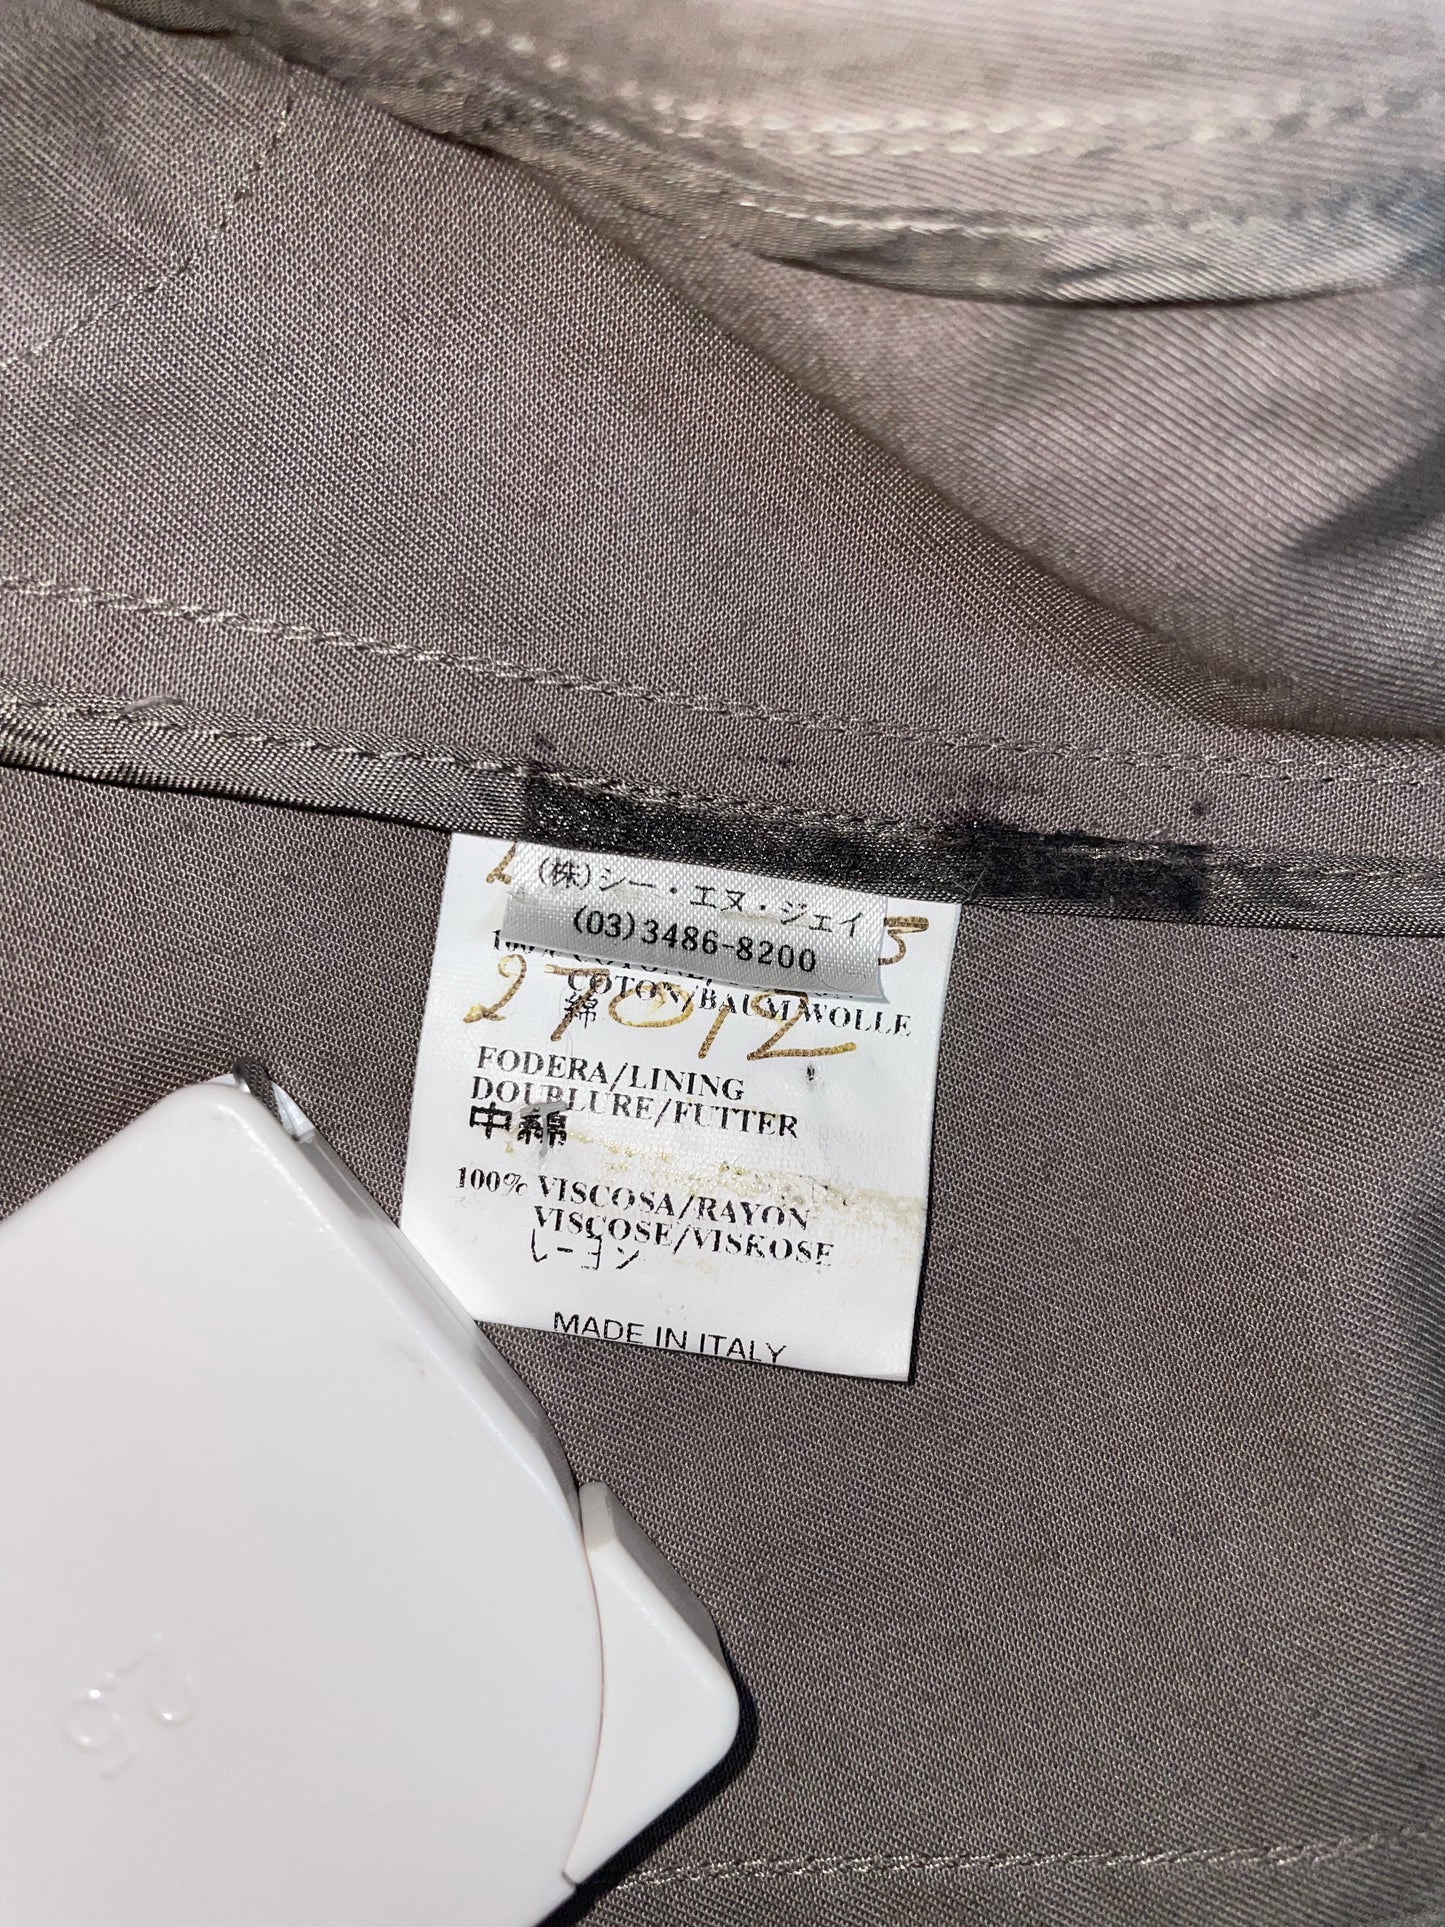 (株)シー・エヌ・ジェイ
(03)3486-8200
3
COTON/BAUMWOLLE
綿
27012
FODERA/LINING
DOUBLURE/FUTTER
中綿
100% VISCOSA/RAYON
VISCOSE/VISKOSE
レーヨン
MADE IN ITALY